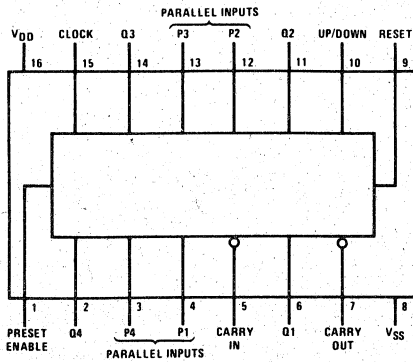 PARALLEL INPUTS
VDD CLOCK Q3 P3 P2 Q2 UP/DOWN RESET
16 15 14 13 12 11 10 9
1 2 3 4 5 6 7 8
PRESET ENABLE Q4 P4 P1 CARRY IN Q1 CARRY OUT VSS
PARALLEL INPUTS